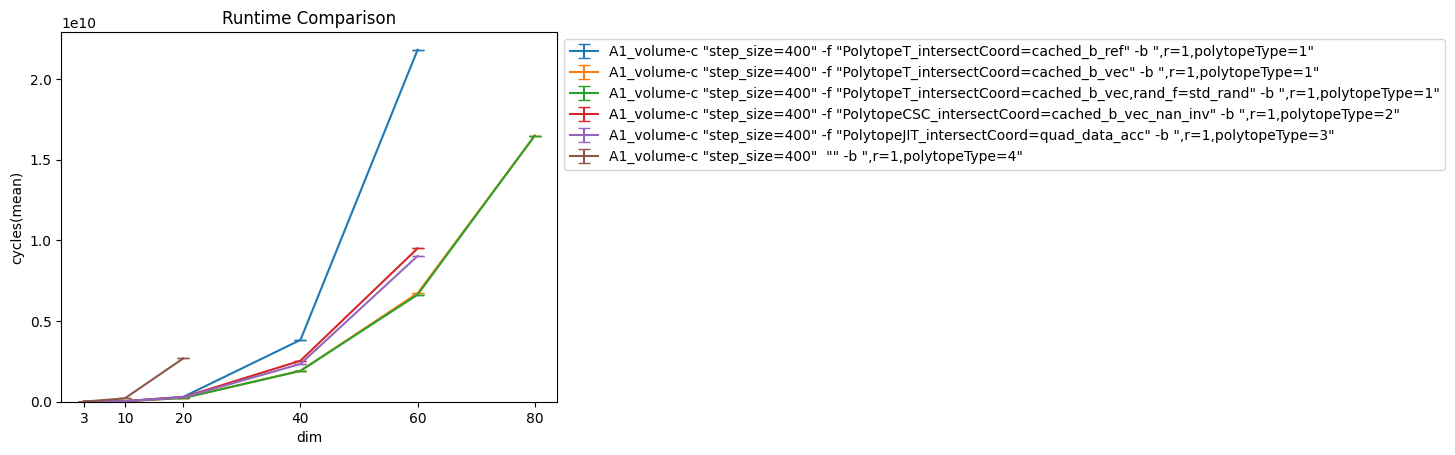 Runtime Comparison
1e10
cycles(mean)
2.0
1.5
1.0
0.5
0.0
3 10 20 40 60 80
dim
A1_volume-c "step_size=400" -f "PolytopeT_intersectCoord=cached_b_ref" -b ",r=1,polytopeType=1"
A1_volume-c "step_size=400" -f "PolytopeT_intersectCoord=cached_b_vec" -b ",r=1,polytopeType=1"
A1_volume-c "step_size=400" -f "PolytopeT_intersectCoord=cached_b_vec,rand_f=std_rand" -b ",r=1,polytopeType=1"
A1_volume-c "step_size=400" -f "PolytopeCSC_intersectCoord=cached_b_vec_nan_inv" -b ",r=1,polytopeType=2"
A1_volume-c "step_size=400" -f "PolytopeJIT_intersectCoord=quad_data_acc" -b ",r=1,polytopeType=3"
A1_volume-c "step_size=400"  "" -b ",r=1,polytopeType=4"